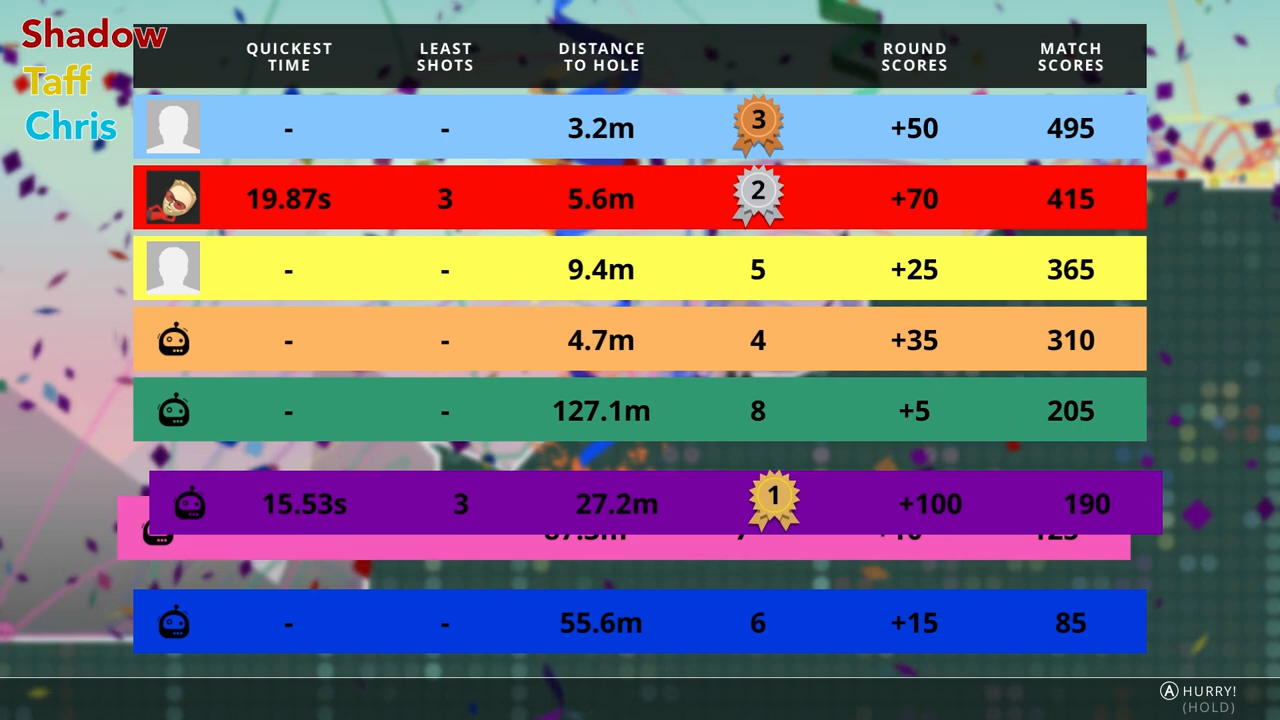 Shadow
Taff
Chris
QUICKEST TIME LEAST SHOTS DISTANCE TO HOLE ROUND SCORES MATCH SCORES
- - 3.2m 3 +50 495
19.87s 3 5.6m 2 +70 415
- - 9.4m 5 +25 365
- - 4.7m 4 +35 310
- - 127.1m 8 +5 205
15.53s 3 27.2m 1 +100 190
- - 55.6m 6 +15 85
A HURRY!
(HOLD)